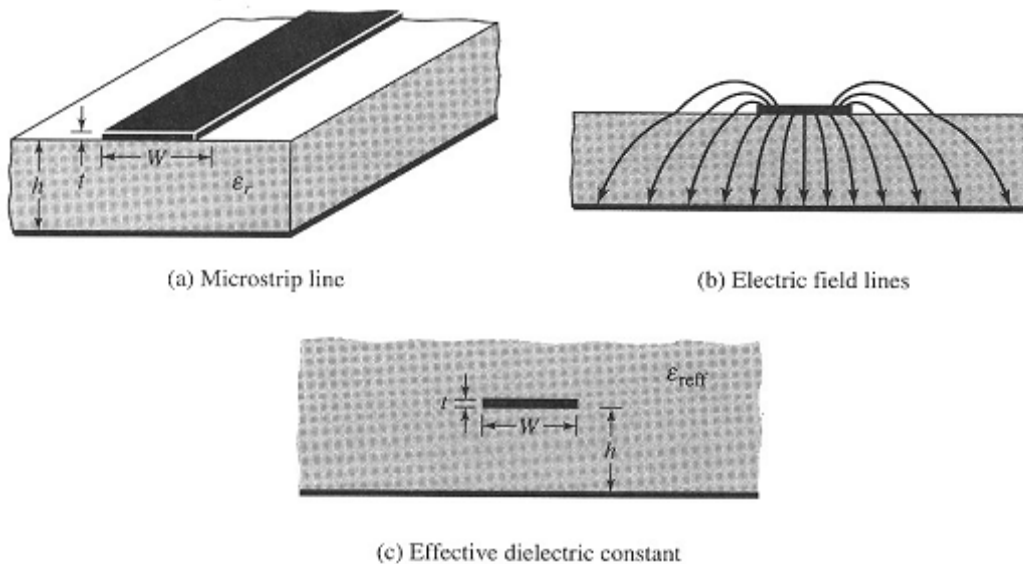 t
W
h
εr
(a) Microstrip line
(b) Electric field lines
εreff
t
W
h
(c) Effective dielectric constant